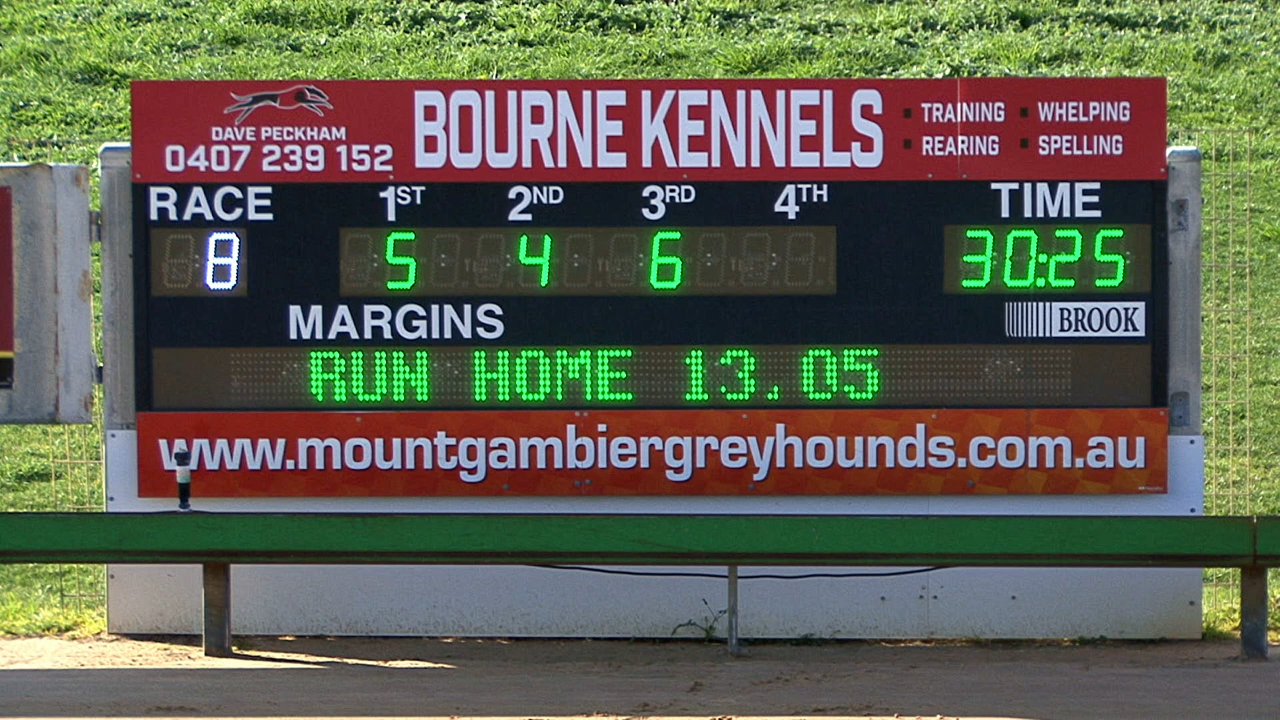 DAVE PECKHAM
0407 239 152
BOURNE KENNELS
TRAINING
WHELPING
REARING
SPELLING
RACE 1ST 2ND 3RD 4TH TIME
8 5 4 6 30:25
MARGINS
BROOK
RUN HOME 13.05
www.mountgambiergreyhounds.com.au